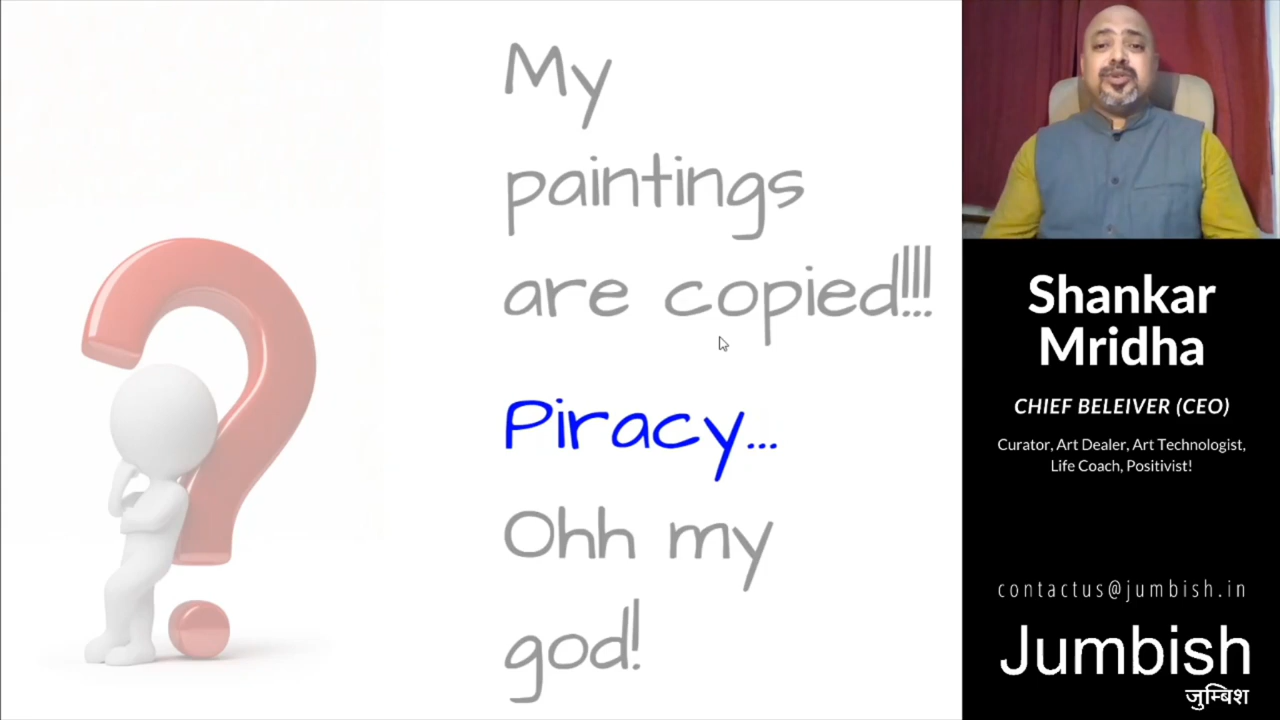 My
paintings
are copied!!!
Piracy...
Ohh my
god!
Shankar
Mridha
CHIEF BELEIVER (CEO)
Curator, Art Dealer, Art Technologist,
Life Coach, Positivist!
contactus@jumbish.in
Jumbish
जुम्बिश